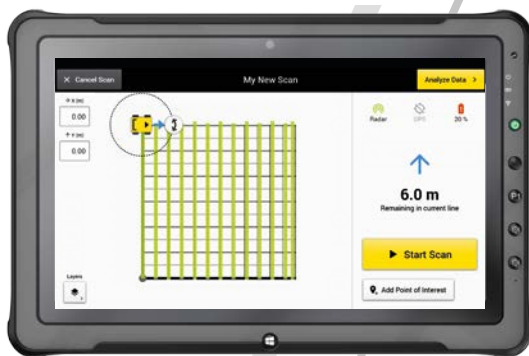 Cancel Scan
My New Scan
Analyze Data
X (m)
0.00
Y (m)
0.00
Radar
GPS
20 %
6.0 m
Remaining in current line
Start Scan
Add Point of Interest
Layers